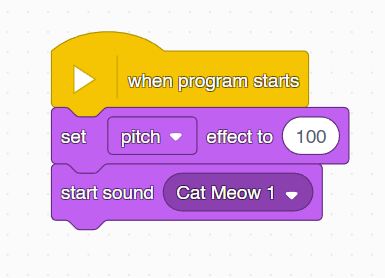 when program starts
set pitch effect to 100
start sound Cat Meow 1